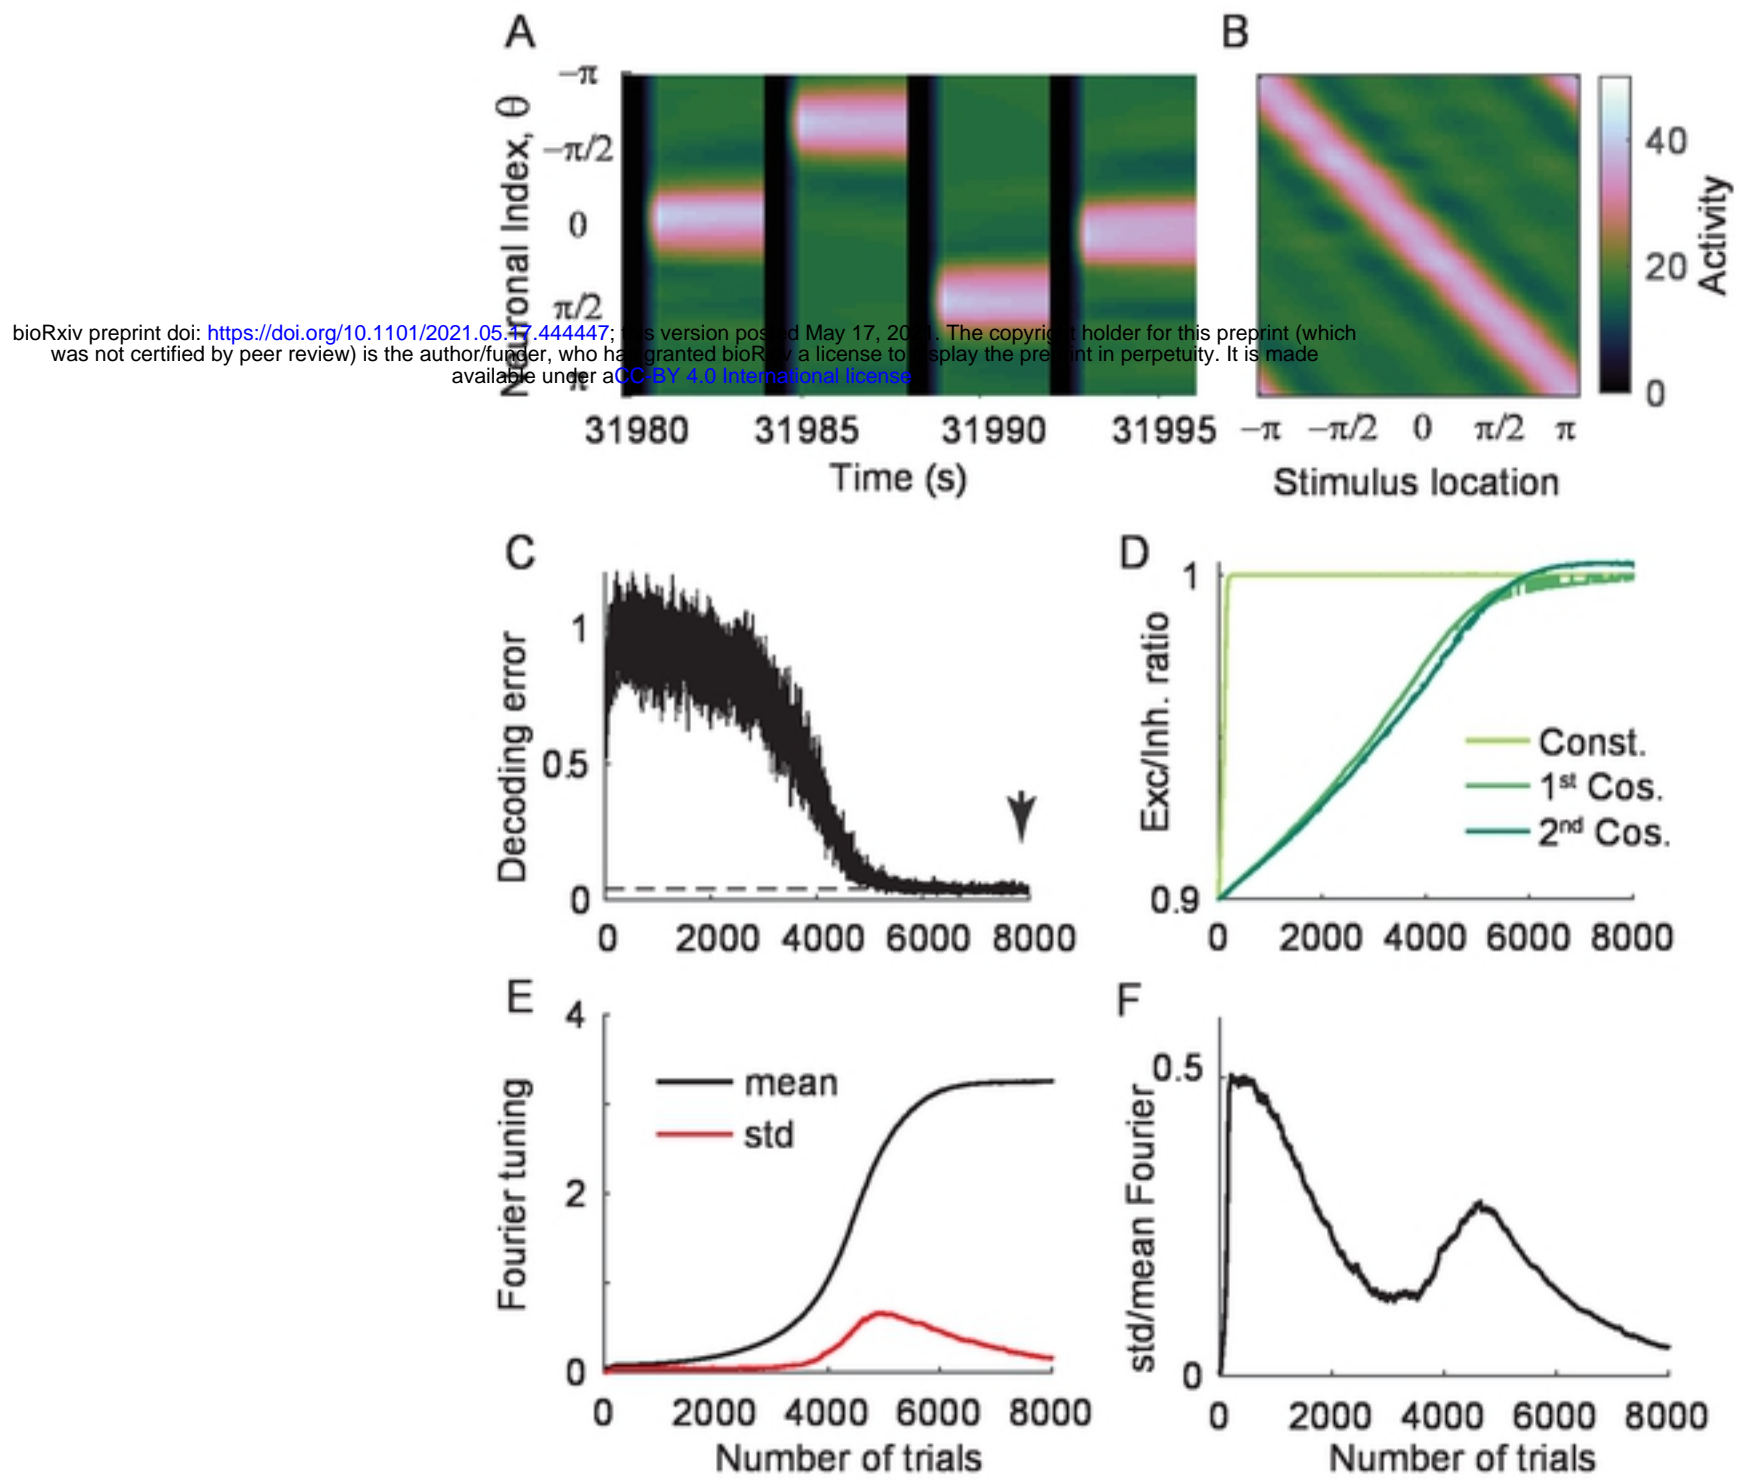 A
B
Neuronal Index, θ
−π
−π/2
0
π/2
π
31980 31985 31990 31995
Time (s)
−π −π/2 0 π/2 π
Stimulus location
40
20
0
Activity
bioRxiv preprint doi: https://doi.org/10.1101/2021.05.17.444447; this version posted May 17, 2021. The copyright holder for this preprint (which
was not certified by peer review) is the author/funder, who has granted bioRxiv a license to display the preprint in perpetuity. It is made
available under aCC-BY 4.0 International license
C
Decoding error
1
0.5
0
0 2000 4000 6000 8000
D
Exc/Inh. ratio
1
0.9
Const.
1st Cos.
2nd Cos.
0 2000 4000 6000 8000
E
Fourier tuning
4
2
0
mean
std
0 2000 4000 6000 8000
Number of trials
F
std/mean Fourier
0.5
0
0 2000 4000 6000 8000
Number of trials